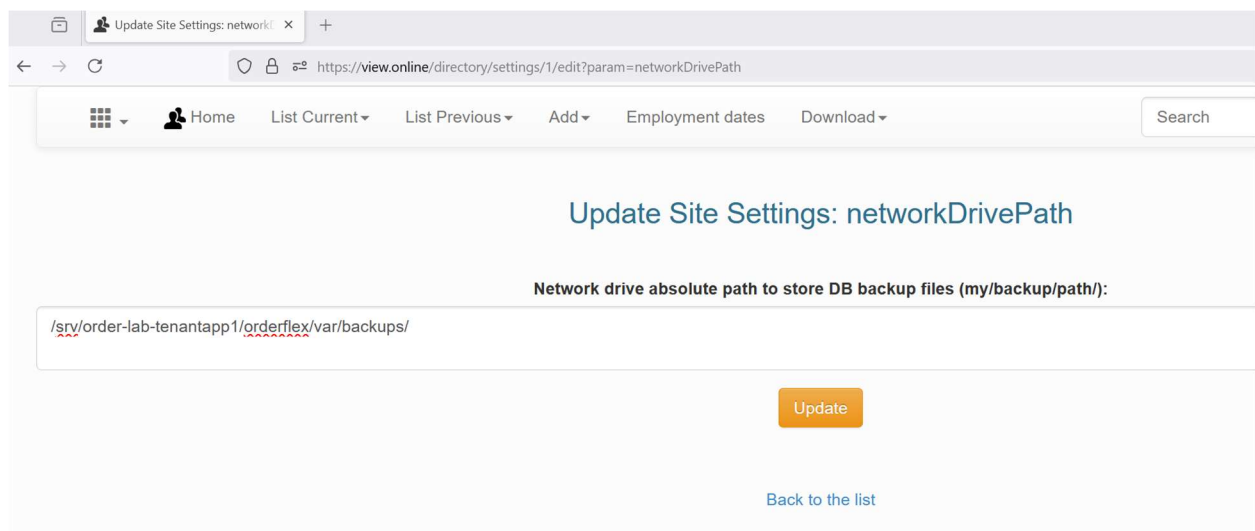 Update Site Settings: network
https://view.online/directory/settings/1/edit?param=networkDrivePath
Home List Current List Previous Add Employment dates Download Search
Update Site Settings: networkDrivePath
Network drive absolute path to store DB backup files (my/backup/path/):
/srv/order-lab-tenantapp1/orderflex/var/backups/
Update
Back to the list